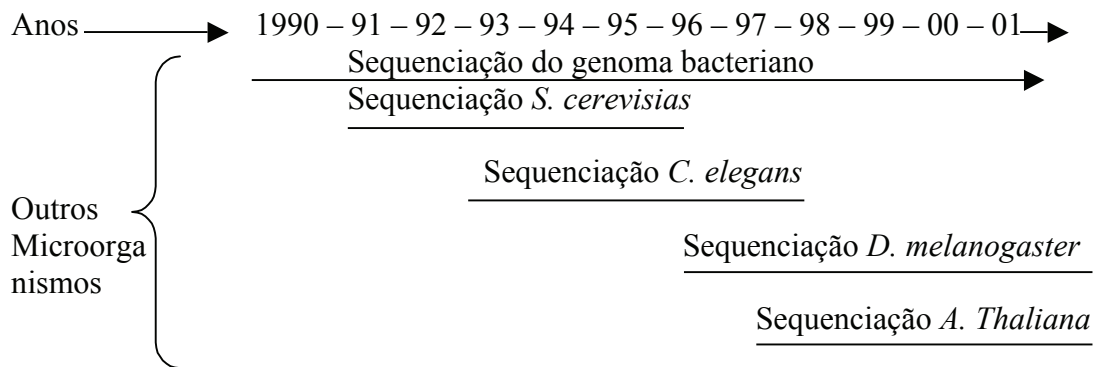 Anos 1990 – 91 – 92 – 93 – 94 – 95 – 96 – 97 – 98 – 99 – 00 – 01
Sequenciação do genoma bacteriano
Sequenciação S. cerevisias
Sequenciação C. elegans
Outros
Microorga
nismos
Sequenciação D. melanogaster
Sequenciação A. Thaliana